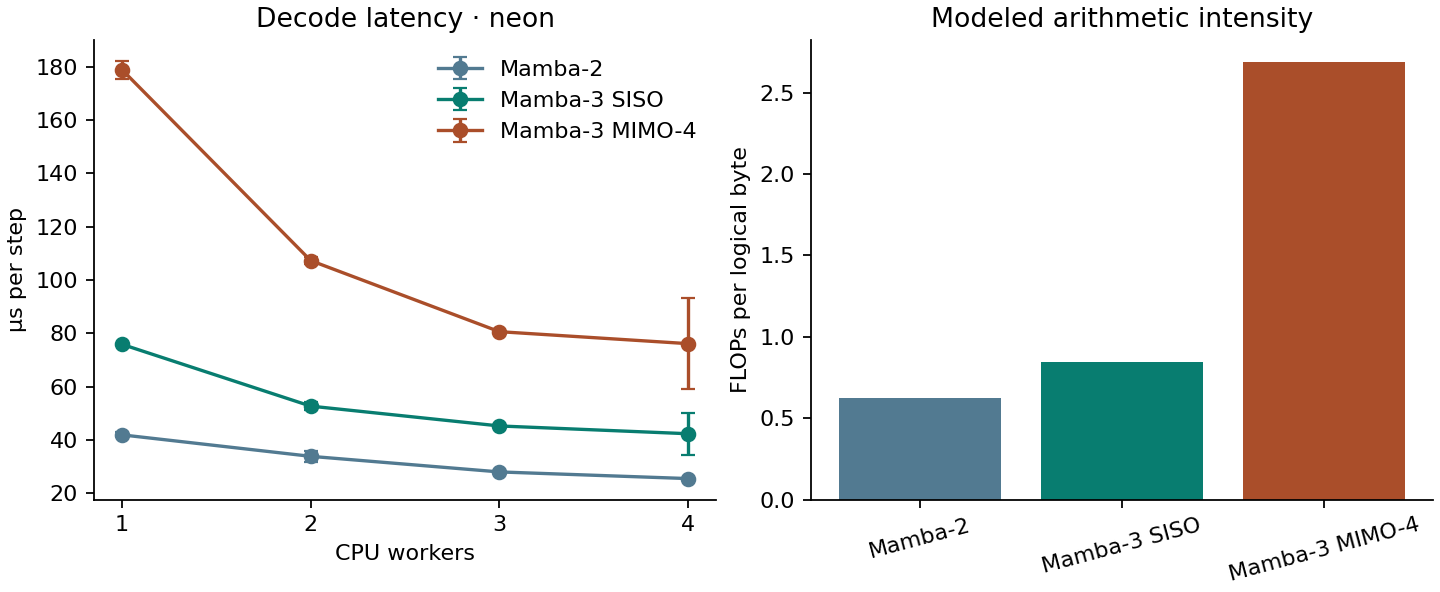 Decode latency · neon
µs per step
180
160
140
120
100
80
60
40
20
1
2
3
4
CPU workers
Mamba-2
Mamba-3 SISO
Mamba-3 MIMO-4
Modeled arithmetic intensity
FLOPs per logical byte
2.5
2.0
1.5
1.0
0.5
0.0
Mamba-2
Mamba-3 SISO
Mamba-3 MIMO-4